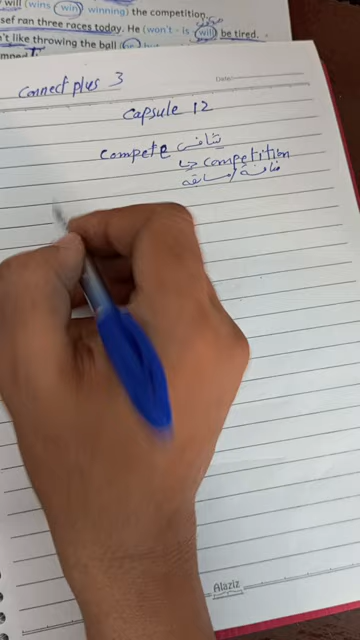 will (wins win winning) the competition
sef ran three races today. He (won't - is will be tired.
't like throwing the ball (
Connect plus 3
Date:
Capsule 12
compete
competition
منافسة / مسابقة
Alaziz